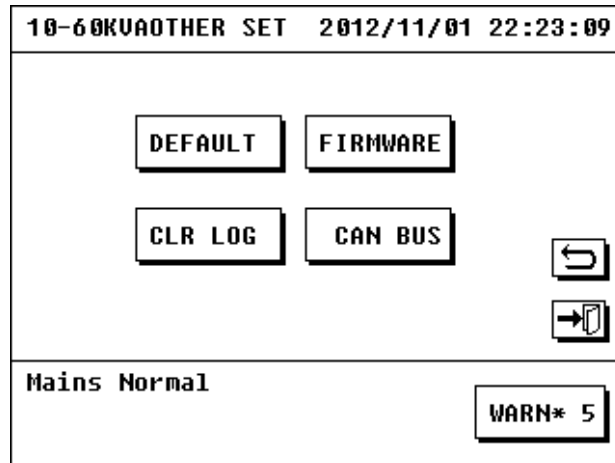 10-60KVAOTHER SET 2012/11/01 22:23:09
DEFAULT FIRMWARE
CLR LOG CAN BUS
Mains Normal
WARN* 5